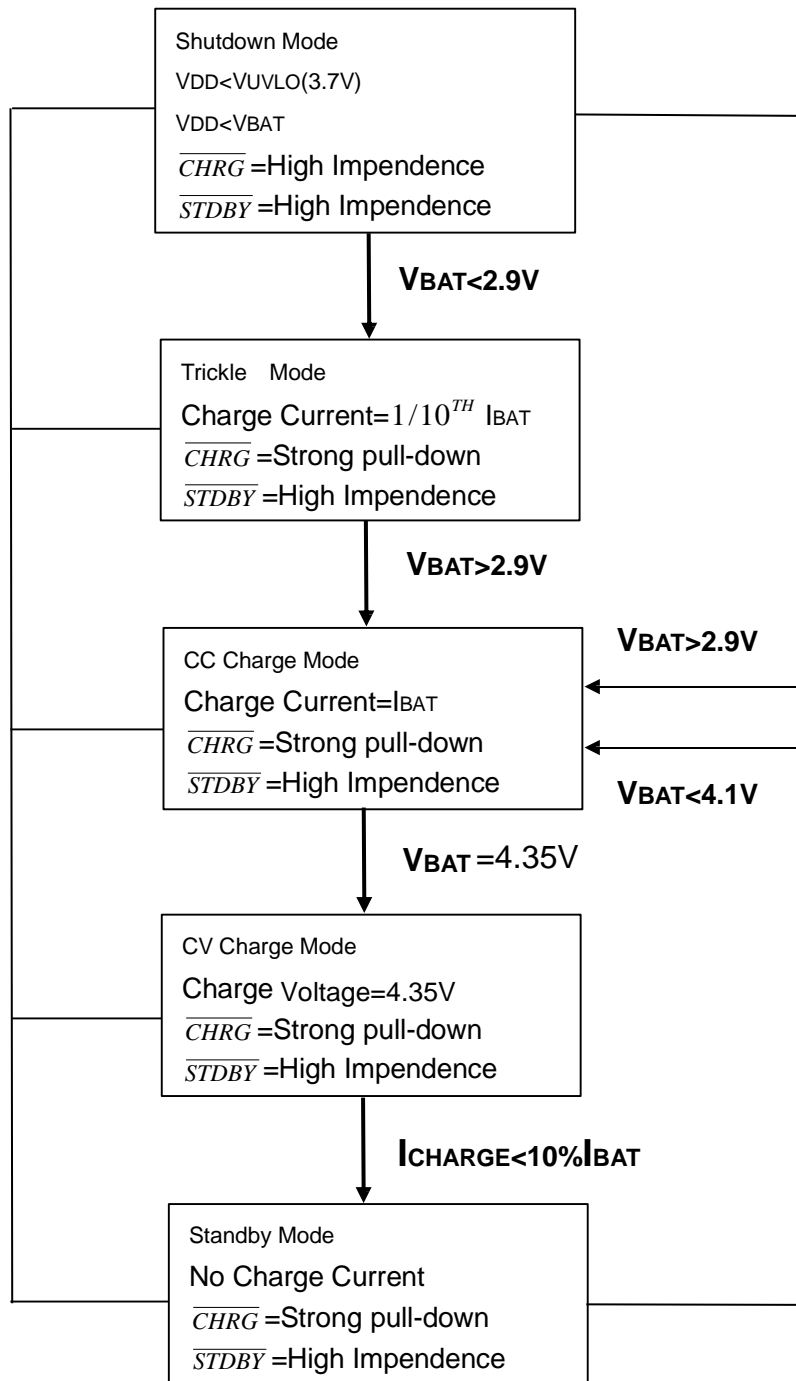 Shutdown Mode
VDD<VUVLO(3.7V)
VDD<VBAT
CHRG =High Impendence
STDBY =High Impendence
VBAT<2.9V
Trickle Mode
Charge Current=1/10TH IBAT
CHRG =Strong pull-down
STDBY =High Impendence
VBAT>2.9V
CC Charge Mode
Charge Current=IBAT
CHRG =Strong pull-down
STDBY =High Impendence
VBAT>2.9V
VBAT<4.1V
VBAT =4.35V
CV Charge Mode
Charge Voltage=4.35V
CHRG =Strong pull-down
STDBY =High Impendence
ICHARGE<10%IBAT
Standby Mode
No Charge Current
CHRG =Strong pull-down
STDBY =High Impendence